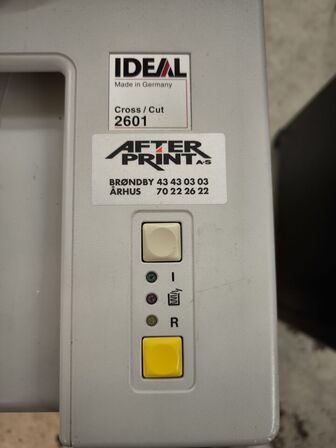 IDEAL
Made in Germany
Cross/Cut
2601
AFTER
PRINT A·S
BRØNDBY 43 43 03 03
ÅRHUS 70 22 26 22
I
R